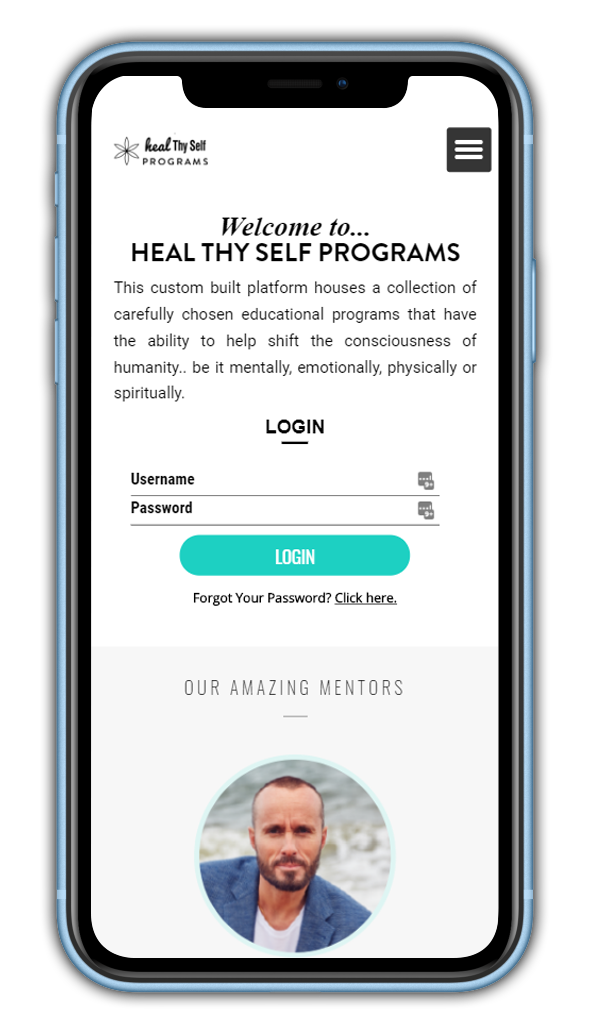 heal Thy Self
PROGRAMS
Welcome to...
HEAL THY SELF PROGRAMS
This custom built platform houses a collection of
carefully chosen educational programs that have
the ability to help shift the consciousness of
humanity.. be it mentally, emotionally, physically or
spiritually.
LOGIN
Username
Password
LOGIN
Forgot Your Password? Click here.
OUR AMAZING MENTORS